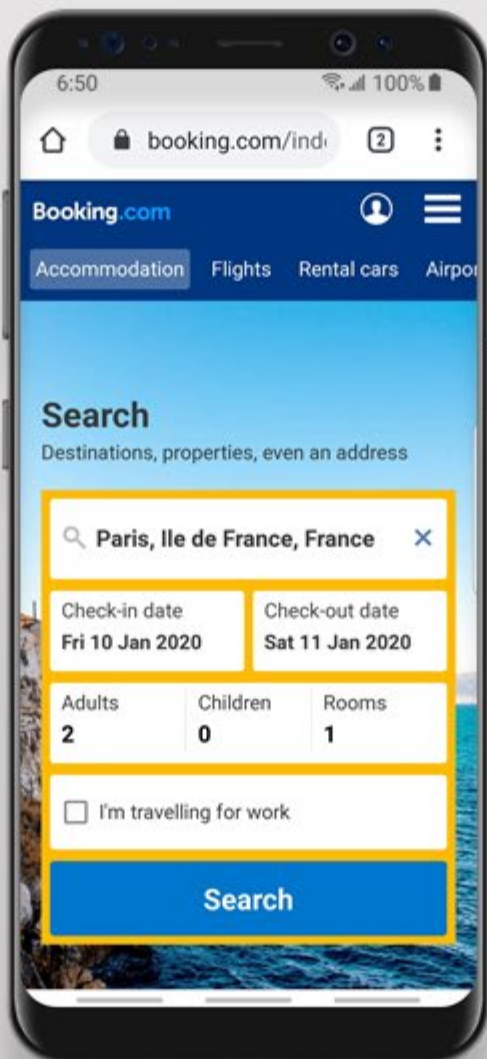 6:50
100%
booking.com/ind
2
Booking.com
Accommodation Flights Rental cars Airpor
Search
Destinations, properties, even an address
Paris, Ile de France, France
Check-in date Check-out date
Fri 10 Jan 2020 Sat 11 Jan 2020
Adults Children Rooms
2 0 1
I'm travelling for work
Search